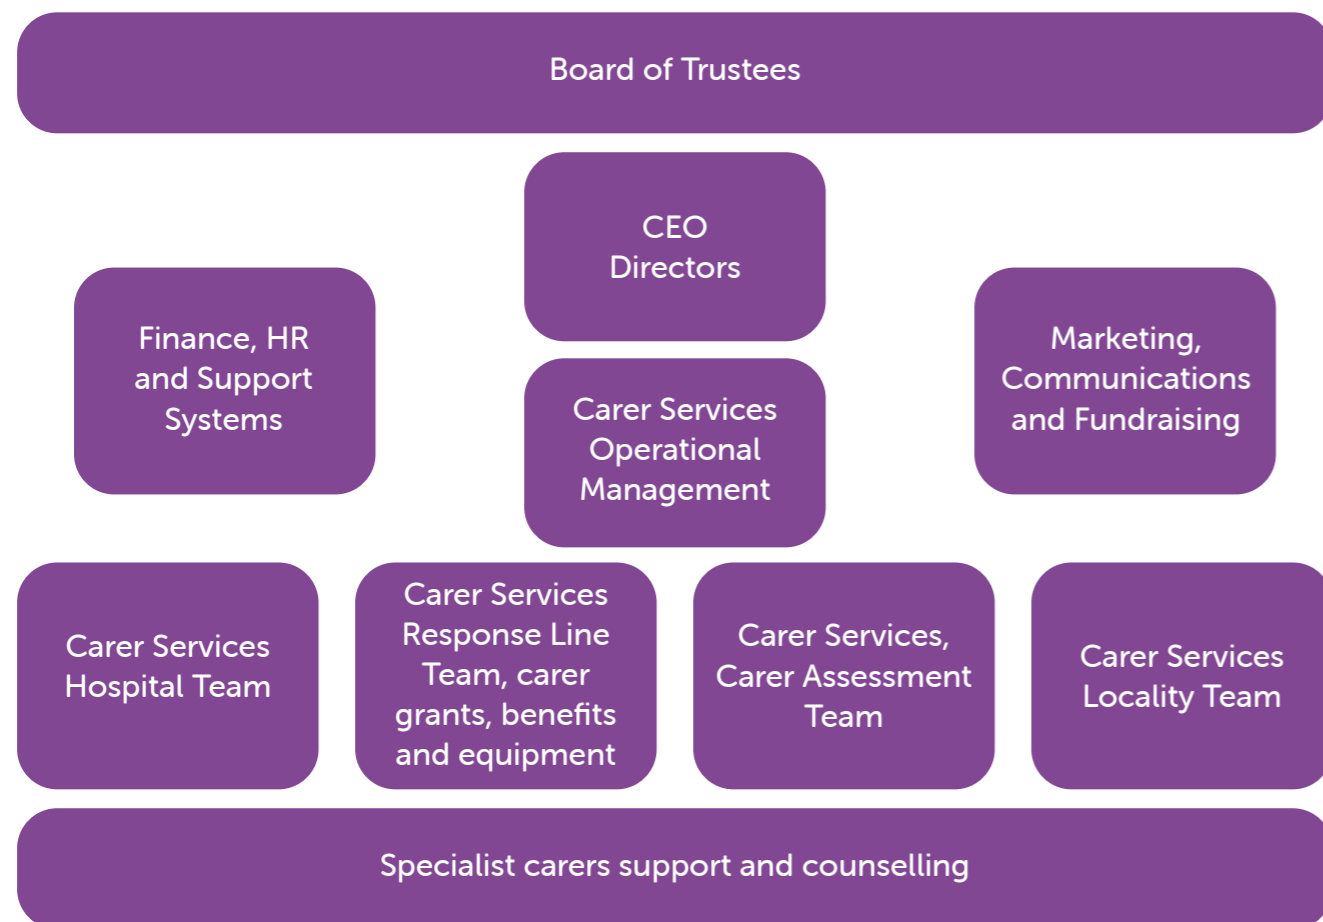 Board of Trustees
CEO
Directors
Finance, HR
and Support
Systems
Marketing,
Communications
and Fundraising
Carer Services
Operational
Management
Carer Services
Hospital Team
Carer Services
Response Line
Team, carer
grants, benefits
and equipment
Carer Services,
Carer Assessment
Team
Carer Services
Locality Team
Specialist carers support and counselling